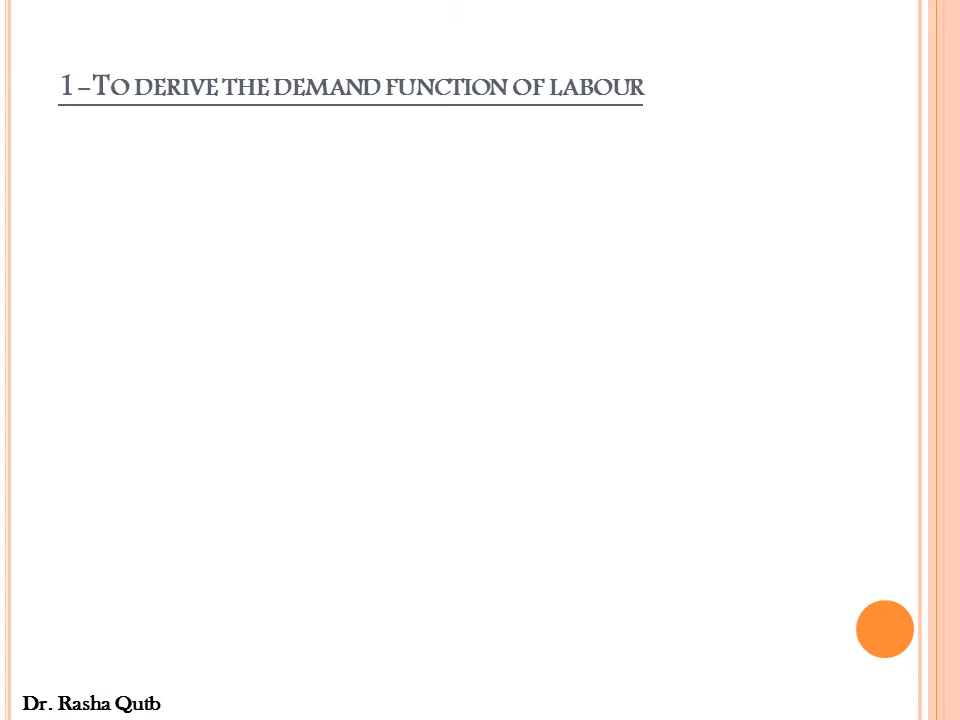 1-To derive the demand function of labour
Dr. Rasha Qutb